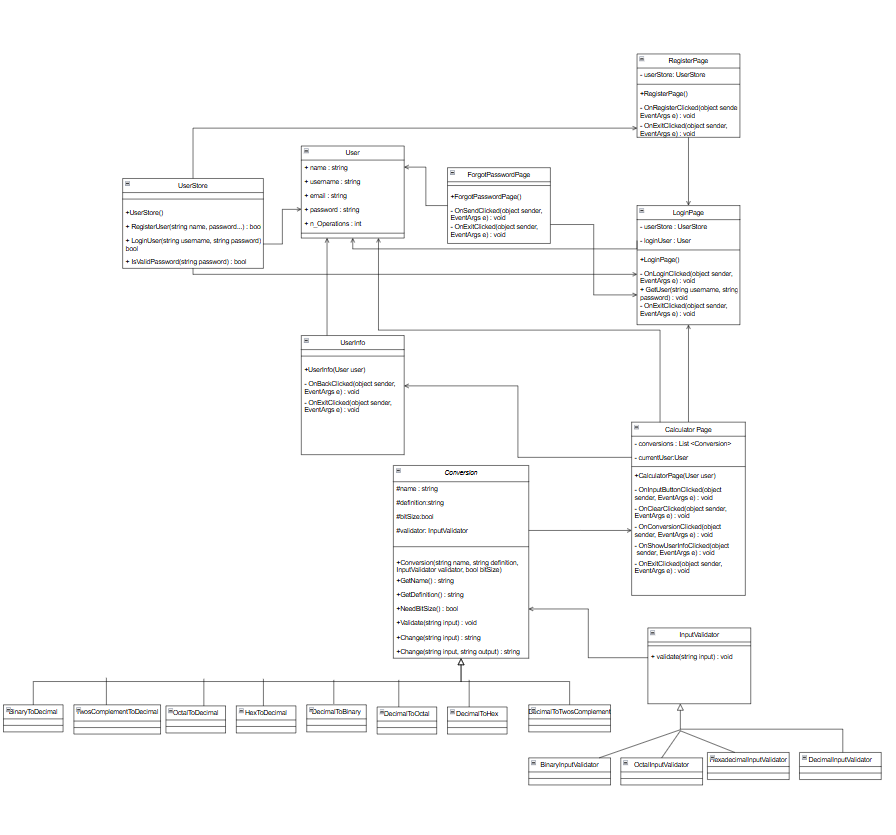 RegisterPage
- userStore: UserStore
+RegisterPage()
- OnRegisterClicked(object sende
EventArgs e) : void
- OnExitClicked(object sender,
EventArgs e) : void
User
+ name : string
+ username : string
+ email : string
+ password : string
+ n_Operations : int
ForgotPasswordPage
+ForgotPasswordPage()
- OnSendClicked(object sender,
EventArgs e) : void
- OnExitClicked(object sender,
EventArgs e) : void
UserStore
+UserStore()
+ RegisterUser(string name, password...) : boo
+ LoginUser(string username, string password)
bool
+ IsValidPassword(string password) : bool
LoginPage
- userStore : UserStore
- loginUser : User
+LoginPage()
- OnLoginClicked(object sender,
EventArgs e) : void
+ GetUser(string username, string
password) : void
- OnExitClicked(object sender,
EventArgs e) : void
UserInfo
+UserInfo(User user)
- OnBackClicked(object sender,
EventArgs e) : void
- OnExitClicked(object sender,
EventArgs e) : void
Calculator Page
- conversions : List <Conversion>
- currentUser:User
+CalculatorPage(User user)
- OnInputButtonClicked(object
sender, EventArgs e) : void
- OnClearClicked(object sender,
EventArgs e) : void
- OnConversionClicked(object
sender, EventArgs e) : void
- OnShowUserInfoClicked(object
sender, EventArgs e) : void
- OnExitClicked(object sender,
EventArgs e) : void
Conversion
#name : string
#definition:string
#bitSize:bool
#validator: InputValidator
+Conversion(string name, string definition,
InputValidator validator, bool bitSize)
+GetName() : string
+GetDefinition() : string
+NeedBitSize() : bool
+Validate(string input) : void
+Change(string input) : string
+Change(string input, string output) : string
InputValidator
+ validate(string input) : void
BinaryToDecimal
TwosComplementToDecimal
OctalToDecimal
HexToDecimal
DecimalToBinary
DecimalToOctal
DecimalToHex
DecimalToTwosComplement
BinaryInputValidator
OctalInputValidator
HexadecimalInputValidator
DecimalInputValidator